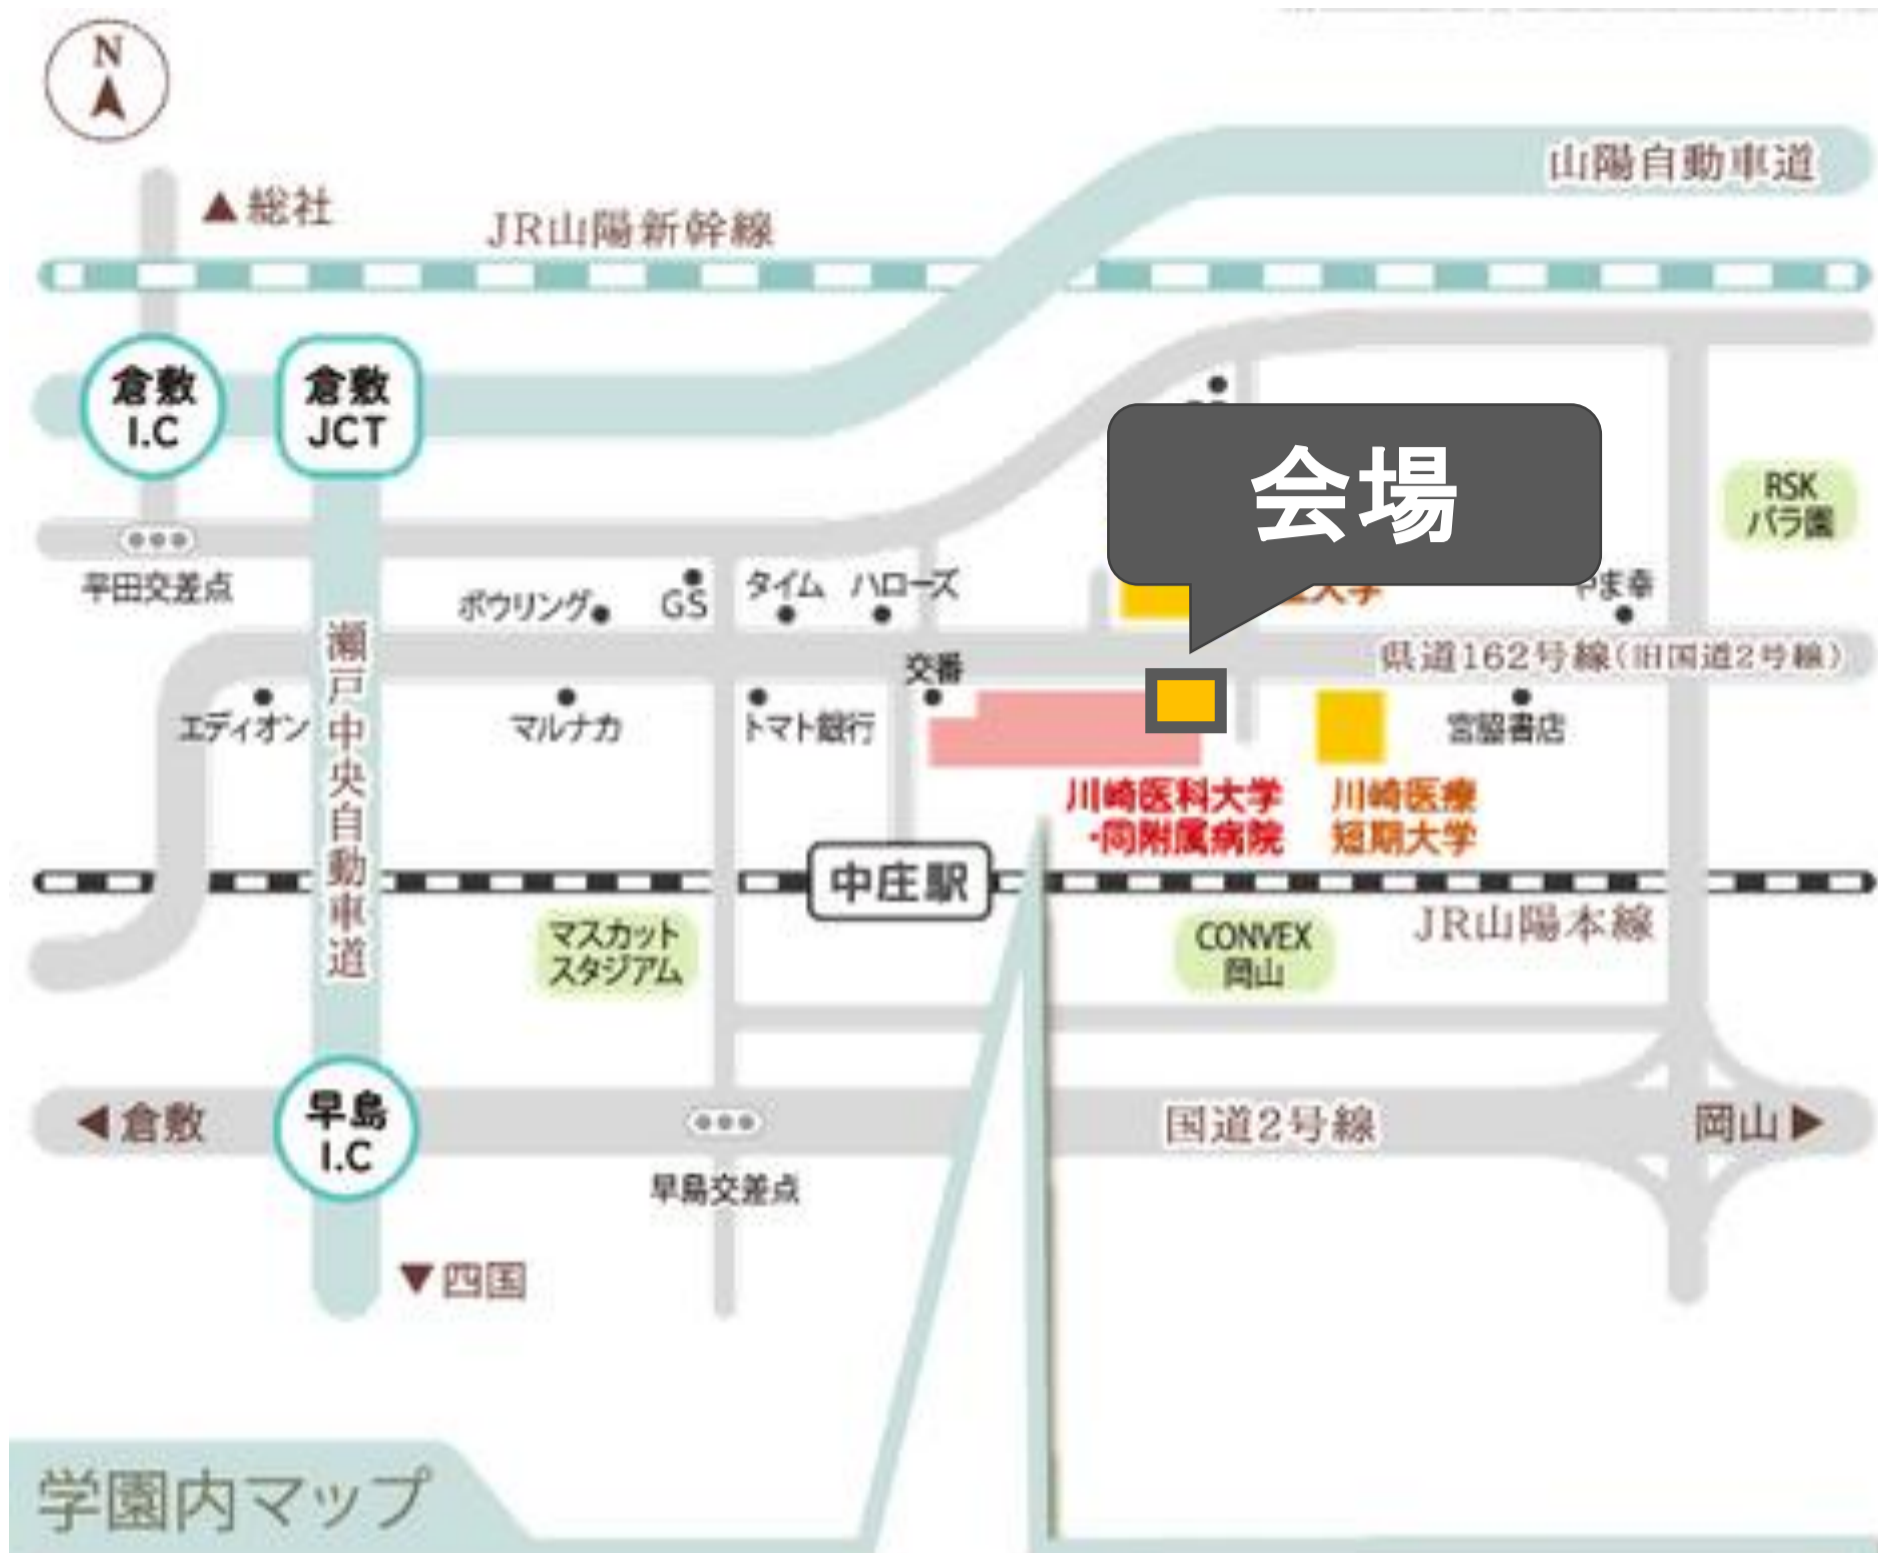 N
山陽自動車道
▲総社
JR山陽新幹線
倉敷
I.C
倉敷
JCT
会場
RSK
バラ園
平田交差点
ボウリング
GS
タイム
ハローズ
大学
やま幸
県道162号線(旧国道2号線)
交番
エディオン
マルナカ
トマト銀行
宮脇書店
瀬戸中央自動車道
川崎医科大学
・同附属病院
川崎医療
短期大学
中庄駅
JR山陽本線
マスカット
スタジアム
CONVEX
岡山
◀倉敷
早島
I.C
国道2号線
岡山▶
早島交差点
▼四国
学園内マップ